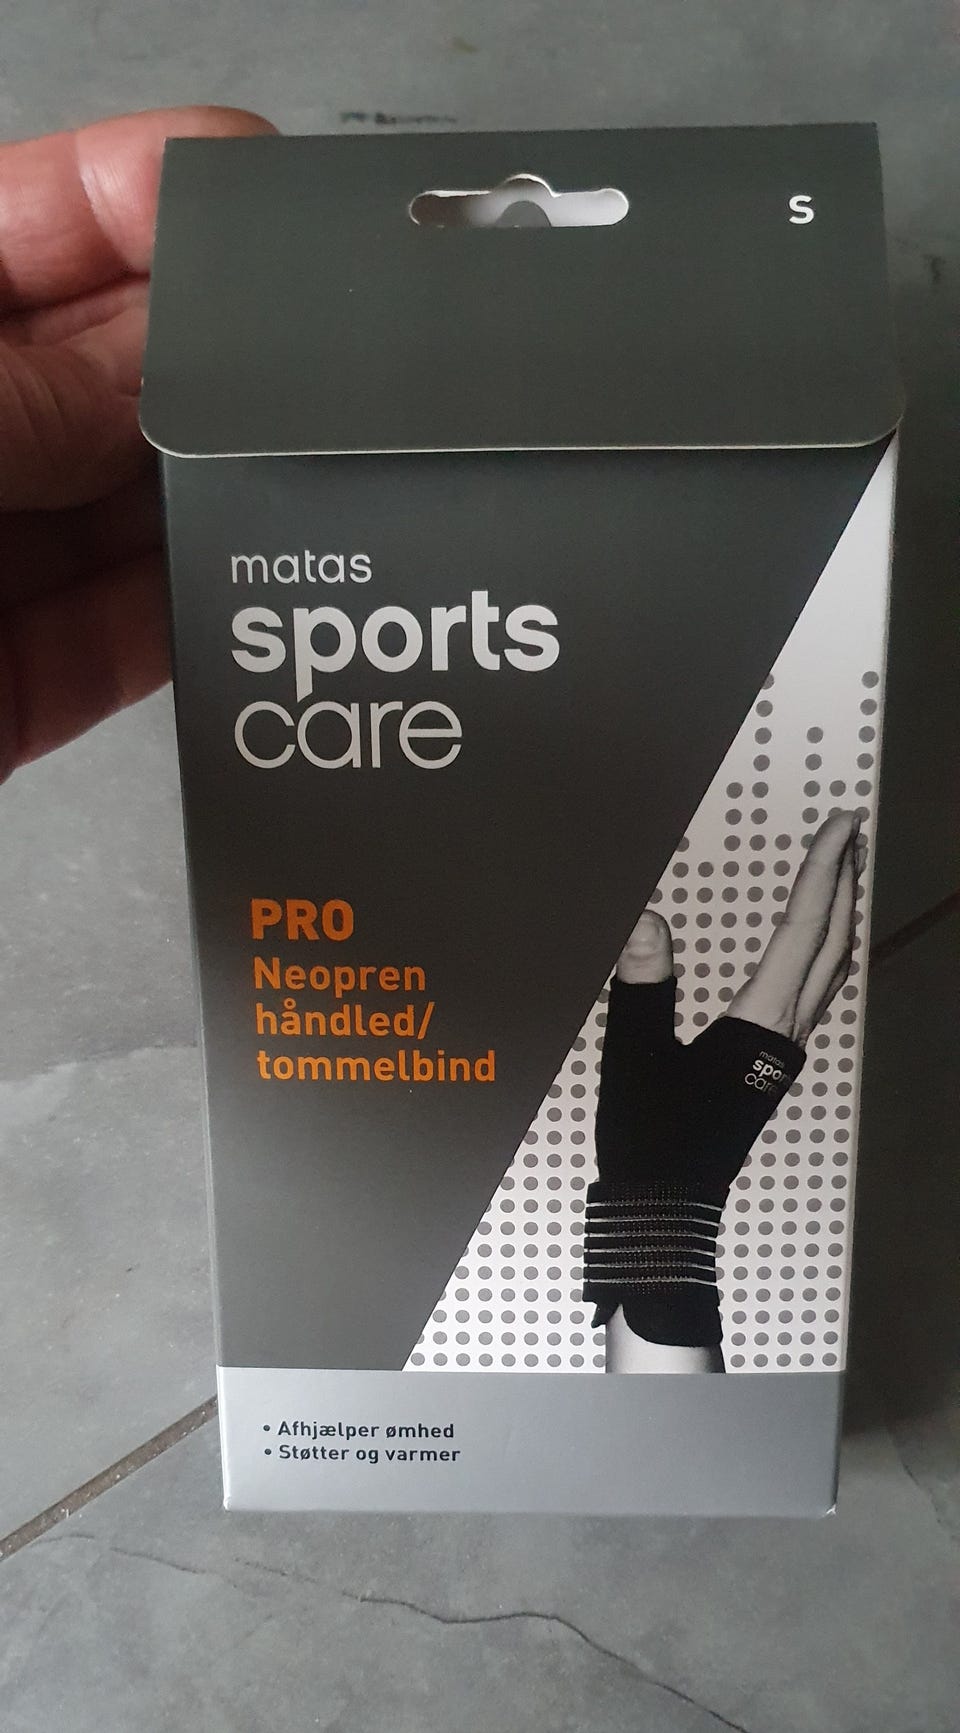 S
matas
sports
care
PRO
Neopren
håndled/
tommelbind
matas
sports
care
• Afhjælper ømhed
• Støtter og varmer